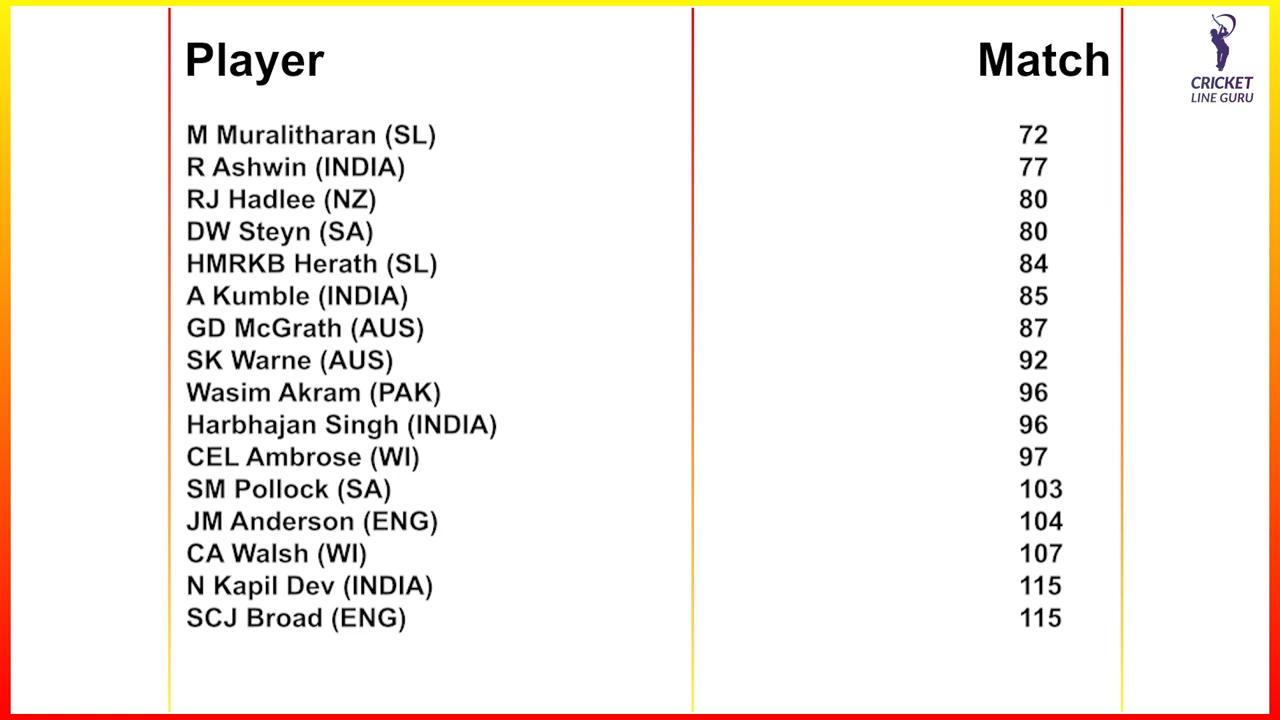 Player Match
CRICKET
LINE GURU
M Muralitharan (SL) 72
R Ashwin (INDIA) 77
RJ Hadlee (NZ) 80
DW Steyn (SA) 80
HMRKB Herath (SL) 84
A Kumble (INDIA) 85
GD McGrath (AUS) 87
SK Warne (AUS) 92
Wasim Akram (PAK) 96
Harbhajan Singh (INDIA) 96
CEL Ambrose (WI) 97
SM Pollock (SA) 103
JM Anderson (ENG) 104
CA Walsh (WI) 107
N Kapil Dev (INDIA) 115
SCJ Broad (ENG) 115